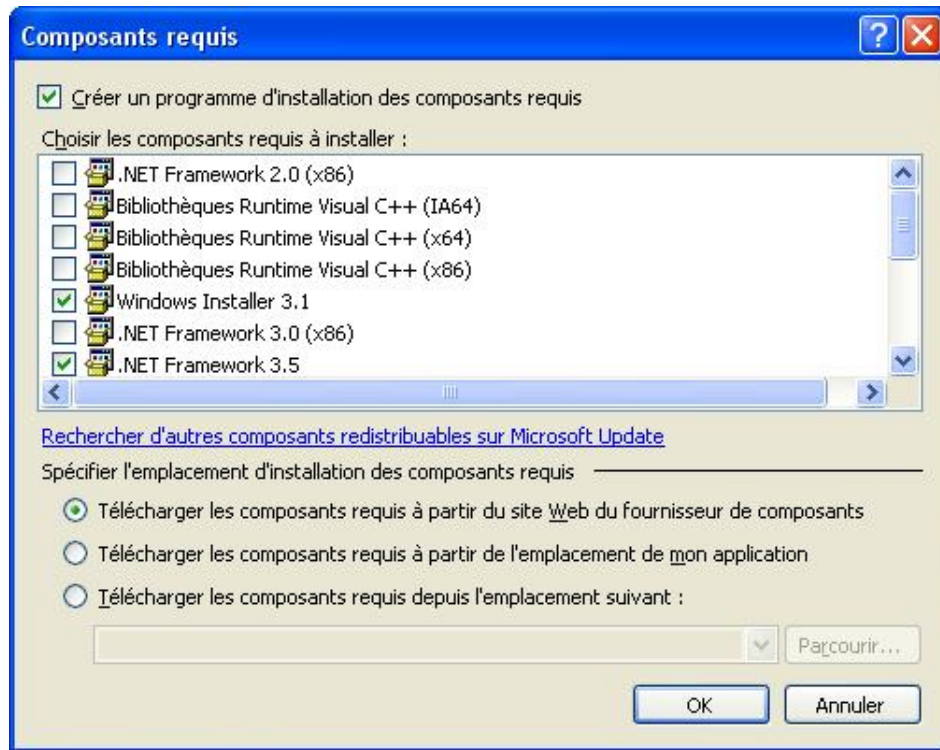 Composants requis
Créer un programme d'installation des composants requis
Choisir les composants requis à installer :
.NET Framework 2.0 (x86)
Bibliothèques Runtime Visual C++ (IA64)
Bibliothèques Runtime Visual C++ (x64)
Bibliothèques Runtime Visual C++ (x86)
Windows Installer 3.1
.NET Framework 3.0 (x86)
.NET Framework 3.5
Rechercher d'autres composants redistribuables sur Microsoft Update
Spécifier l'emplacement d'installation des composants requis
Télécharger les composants requis à partir du site Web du fournisseur de composants
Télécharger les composants requis à partir de l'emplacement de mon application
Télécharger les composants requis depuis l'emplacement suivant :
Parcourir...
OK Annuler